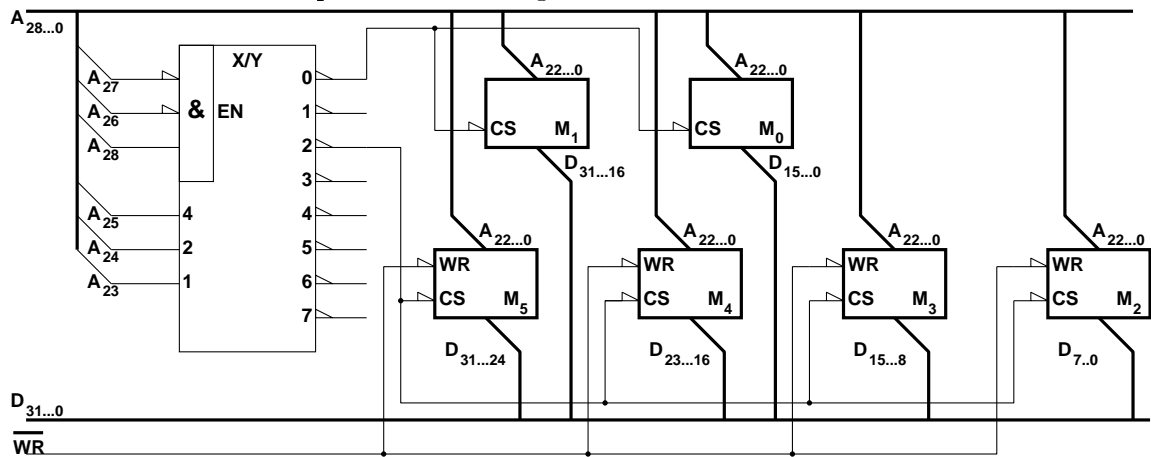 A28...0
X/Y
A27
A26
A28
& EN
A25
A24
A23
4
2
1
0
1
2
3
4
5
6
7
A22...0
CS M1
D31...16
A22...0
CS M0
D15...0
A22...0
WR
CS M5
D31...24
A22...0
WR
CS M4
D23...16
A22...0
WR
CS M3
D15...8
A22...0
WR
CS M2
D7..0
D31...0
WR